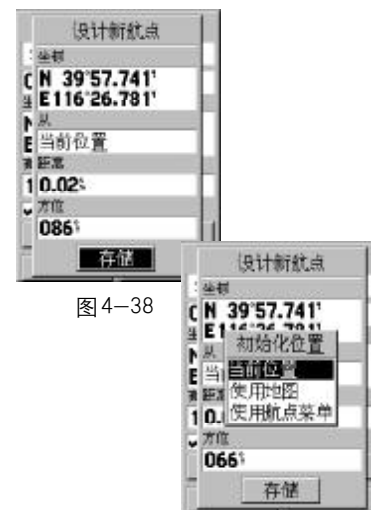 设计新航点
坐标
N 39°57.741'
E116°26.781'
从
当前位置
距离
0.02
方位
086
存储
图4-38
设计新航点
坐标
N 39°57.741'
初始化位置
当前位置
使用地图
使用航点菜单
方位
066
存储